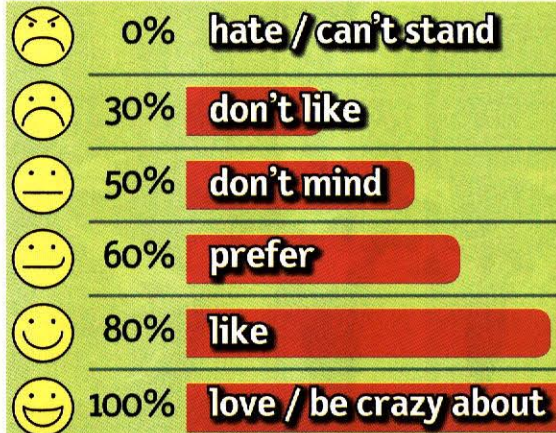 0% hate / can't stand
30% don't like
50% don't mind
60% prefer
80% like
100% love / be crazy about